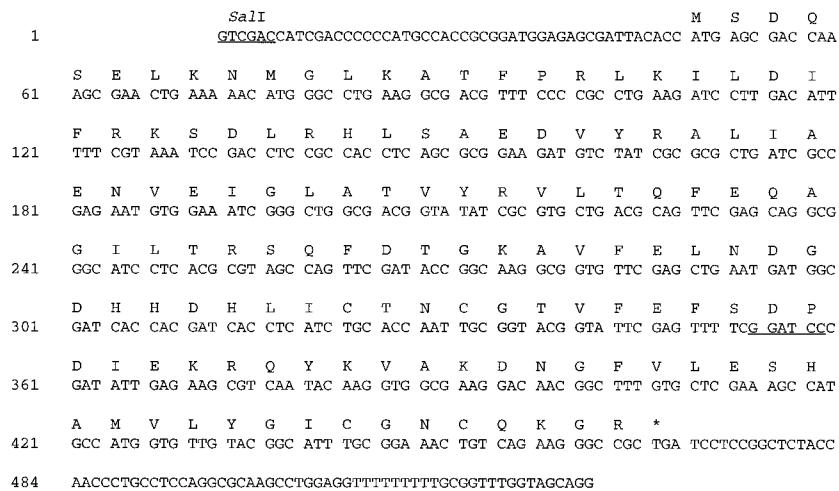 SalI M S D Q
1 GTCGACCATCGACCCCCCATGCCACCGCGGATGGAGAGCGATTACACC ATG AGC GAC CAA
S E L K N M G L K A T F P R L K I L D I
61 AGC GAA CTG AAA AAC ATG GGC CTG AAG GCG ACG TTT CCC CGC CTG AAG ATC CTT GAC ATT
F R K S D L R H L S A E D V Y R A L I A
121 TTT CGT AAA TCC GAC CTC CGC CAC CTC AGC GCG GAA GAT GTC TAT CGC GCG CTG ATC GCC
E N V E I G L A T V Y R V L T Q F E Q A
181 GAG AAT GTG GAA ATC GGG CTG GCG ACG GTA TAT CGC GTG CTG ACG CAG TTC GAG CAG GCG
G I L T R S Q F D T G K A V F E L N D G
241 GGC ATC CTC ACG CGT AGC CAG TTC GAT ACC GGC AAG GCG GTG TTC GAG CTG AAT GAT GGC
D H H D H L I C T N C G T V F E F S D P
301 GAT CAC CAC GAT CAC CTC ATC TGC ACC AAT TGC GGT ACG GTA TTC GAG TTT TCG GATCCC
D I E K R Q Y K V A K D N G F V L E S H
361 GAT ATT GAG AAG CGT CAA TAC AAG GTG GCG AAG GAC AAC GGC TTT GTG CTC GAA AGC CAT
A M V L Y G I C G N C Q K G R *
421 GCC ATG GTG TTG TAC GGC ATT TGC GGA AAC TGT CAG AAG GGC CGC TGA TCCTCCGGCTCTACC
484 AACCCTGCCTCCAGGCGCAAGCCTGGAGGTTTTTTTTTGCGGTTTGGTAGCAGG